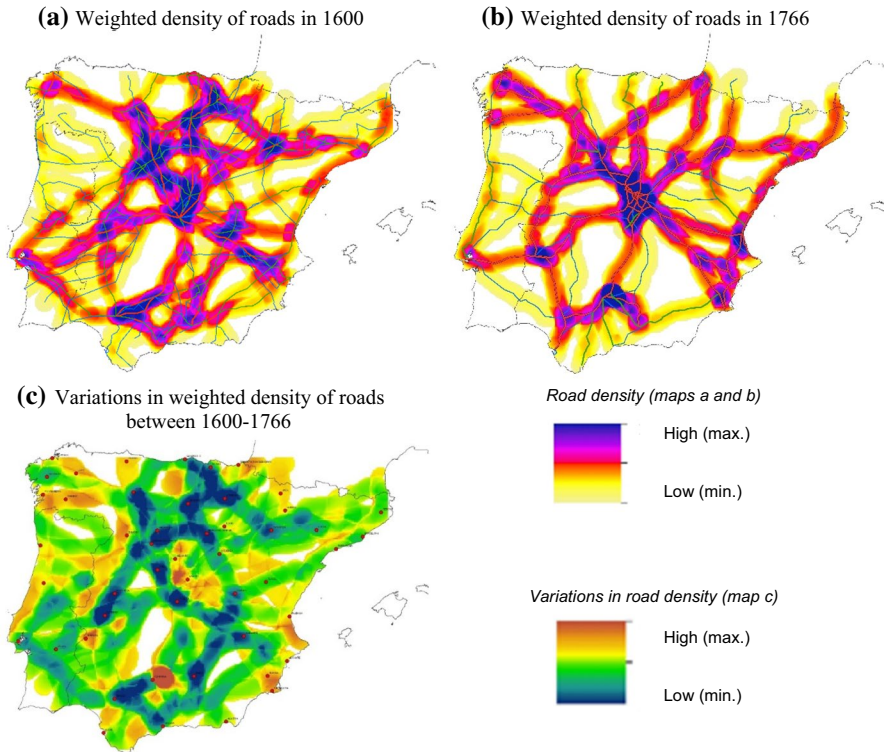 (a) Weighted density of roads in 1600
(b) Weighted density of roads in 1766
(c) Variations in weighted density of roads
between 1600-1766
Road density (maps a and b)
High (max.)
Low (min.)
Variations in road density (map c)
High (max.)
Low (min.)